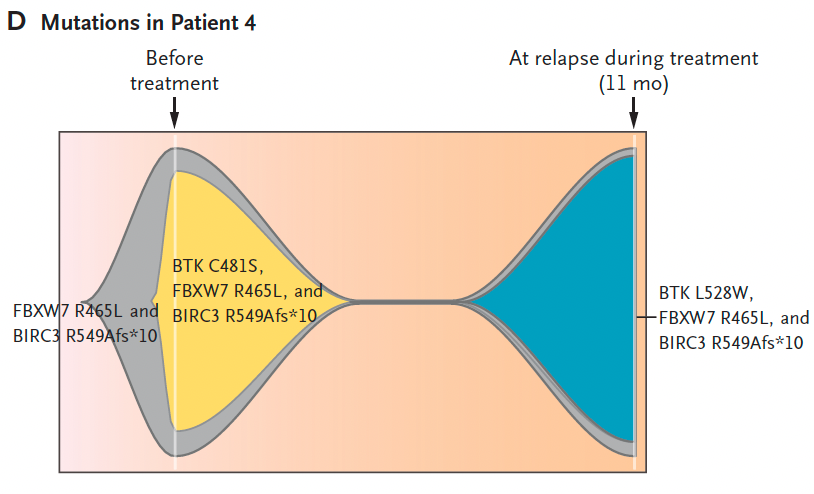 D Mutations in Patient 4
Before
treatment
At relapse during treatment
(11 mo)
BTK C481S,
FBXW7 R465L, and
BIRC3 R549Afs*10
FBXW7 R465L and
BIRC3 R549Afs*10
BTK L528W,
FBXW7 R465L, and
BIRC3 R549Afs*10